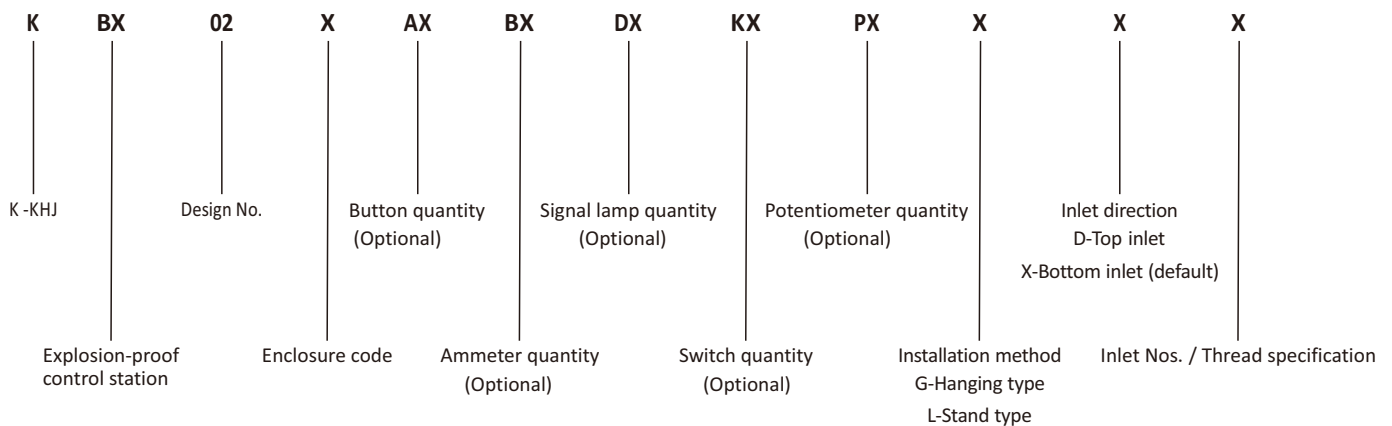 K BX 02 X AX BX DX KX PX X X X
K -KHJ
Design No.
Button quantity
(Optional)
Signal lamp quantity
(Optional)
Potentiometer quantity
(Optional)
Inlet direction
D-Top inlet
X-Bottom inlet (default)
Explosion-proof
control station
Enclosure code
Ammeter quantity
(Optional)
Switch quantity
(Optional)
Installation method
G-Hanging type
L-Stand type
Inlet Nos. / Thread specification